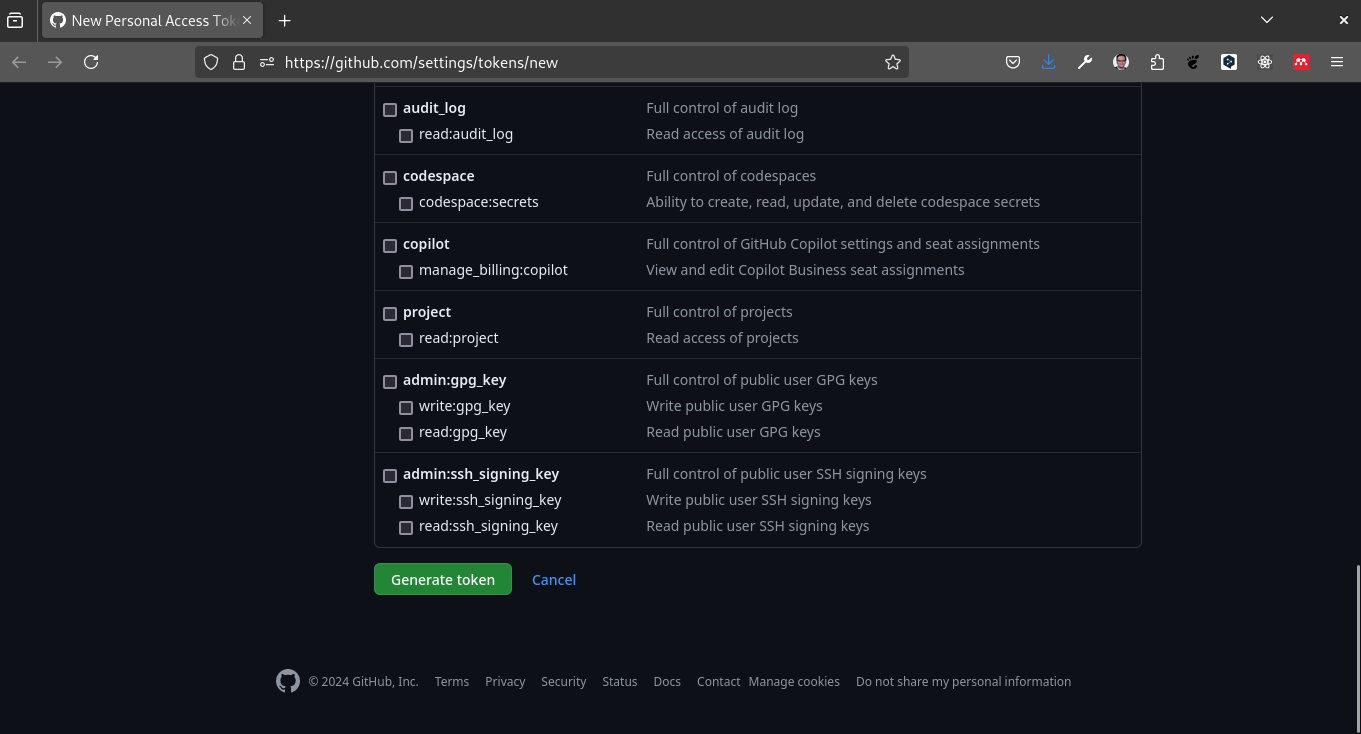 New Personal Access Tok
https://github.com/settings/tokens/new
audit_log Full control of audit log
read:audit_log Read access of audit log
codespace Full control of codespaces
codespace:secrets Ability to create, read, update, and delete codespace secrets
copilot Full control of GitHub Copilot settings and seat assignments
manage_billing:copilot View and edit Copilot Business seat assignments
project Full control of projects
read:project Read access of projects
admin:gpg_key Full control of public user GPG keys
write:gpg_key Write public user GPG keys
read:gpg_key Read public user GPG keys
admin:ssh_signing_key Full control of public user SSH signing keys
write:ssh_signing_key Write public user SSH signing keys
read:ssh_signing_key Read public user SSH signing keys
Generate token Cancel
© 2024 GitHub, Inc. Terms Privacy Security Status Docs Contact Manage cookies Do not share my personal information